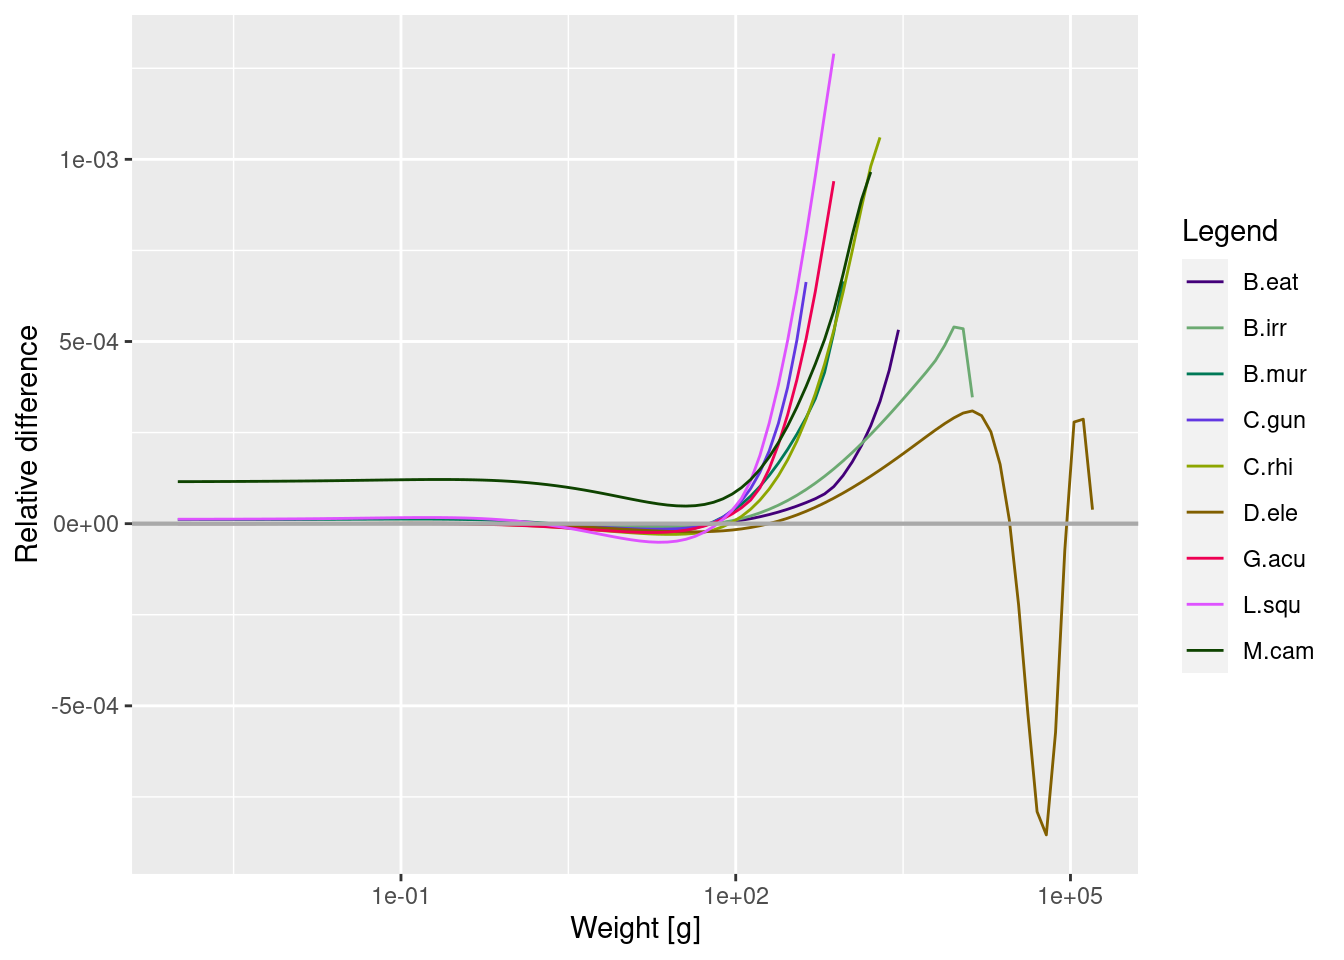 1e-03
5e-04
0e+00
-5e-04
Relative difference
1e-01
1e+02
1e+05
Weight [g]
Legend
B.eat
B.irr
B.mur
C.gun
C.rhi
D.ele
G.acu
L.squ
M.cam